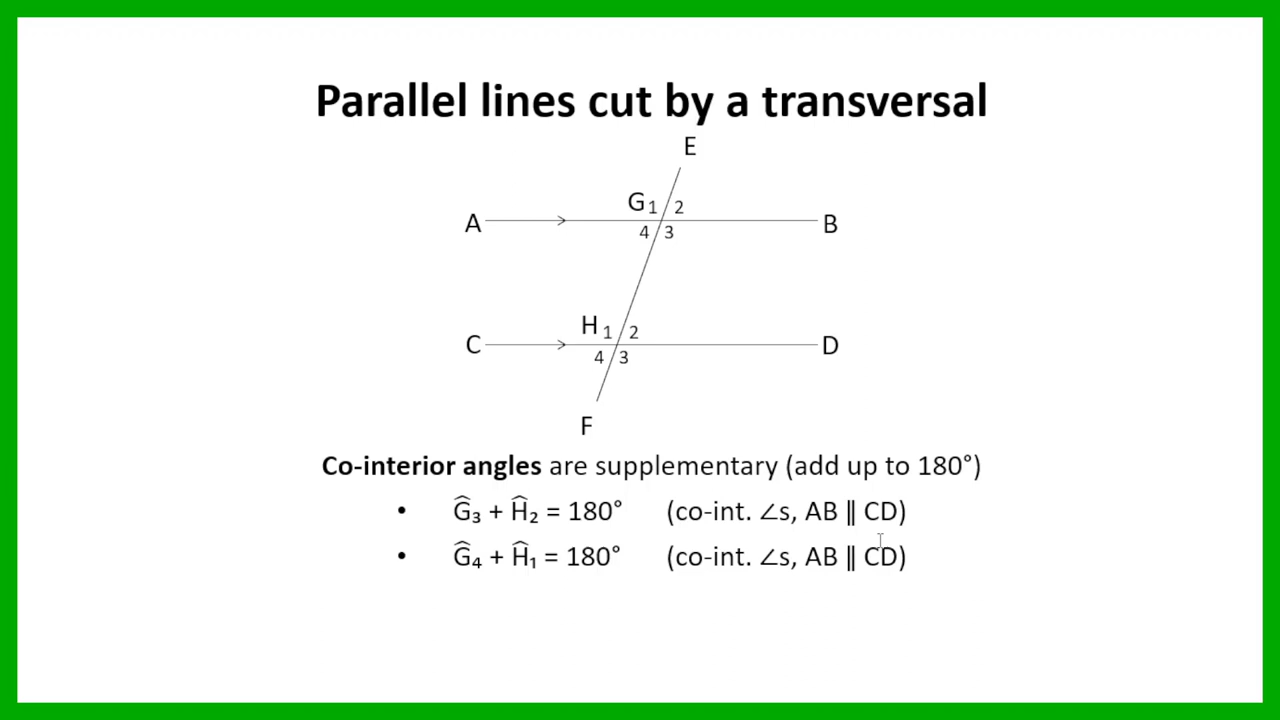 Parallel lines cut by a transversal
E
G 1 2
A B
4 3
H 1 2
C D
4 3
F
Co-interior angles are supplementary (add up to 180°)
• Ĝ₃ + Ĥ₂ = 180° (co-int. ∠s, AB ∥ CD)
• Ĝ₄ + Ĥ₁ = 180° (co-int. ∠s, AB ∥ CD)